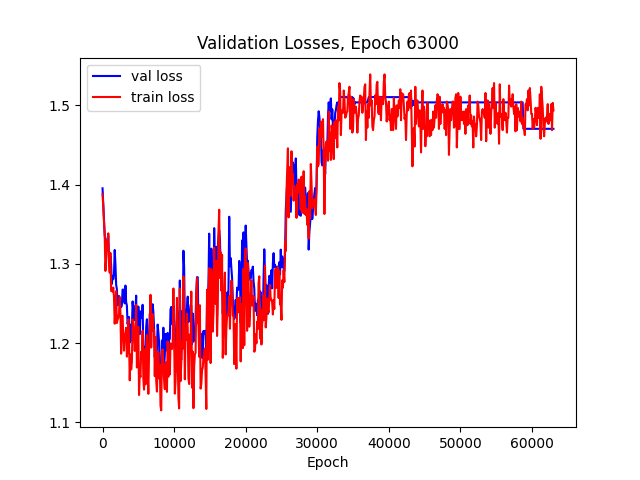 Validation Losses, Epoch 63000
val loss
train loss
1.5
1.4
1.3
1.2
1.1
0 10000 20000 30000 40000 50000 60000
Epoch